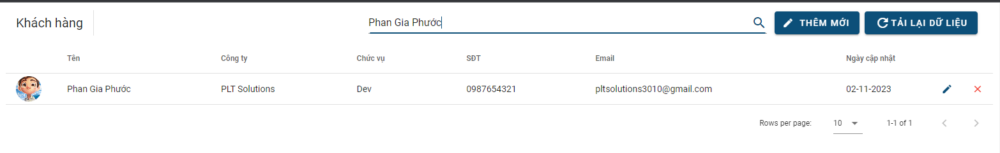 Khách hàng
Phan Gia Phước
THÊM MỚI
TẢI LẠI DỮ LIỆU
Tên Công ty Chức vụ SĐT Email Ngày cập nhật
Phan Gia Phước PLT Solutions Dev 0987654321 pltsolutions3010@gmail.com 02-11-2023
Rows per page: 10 1-1 of 1